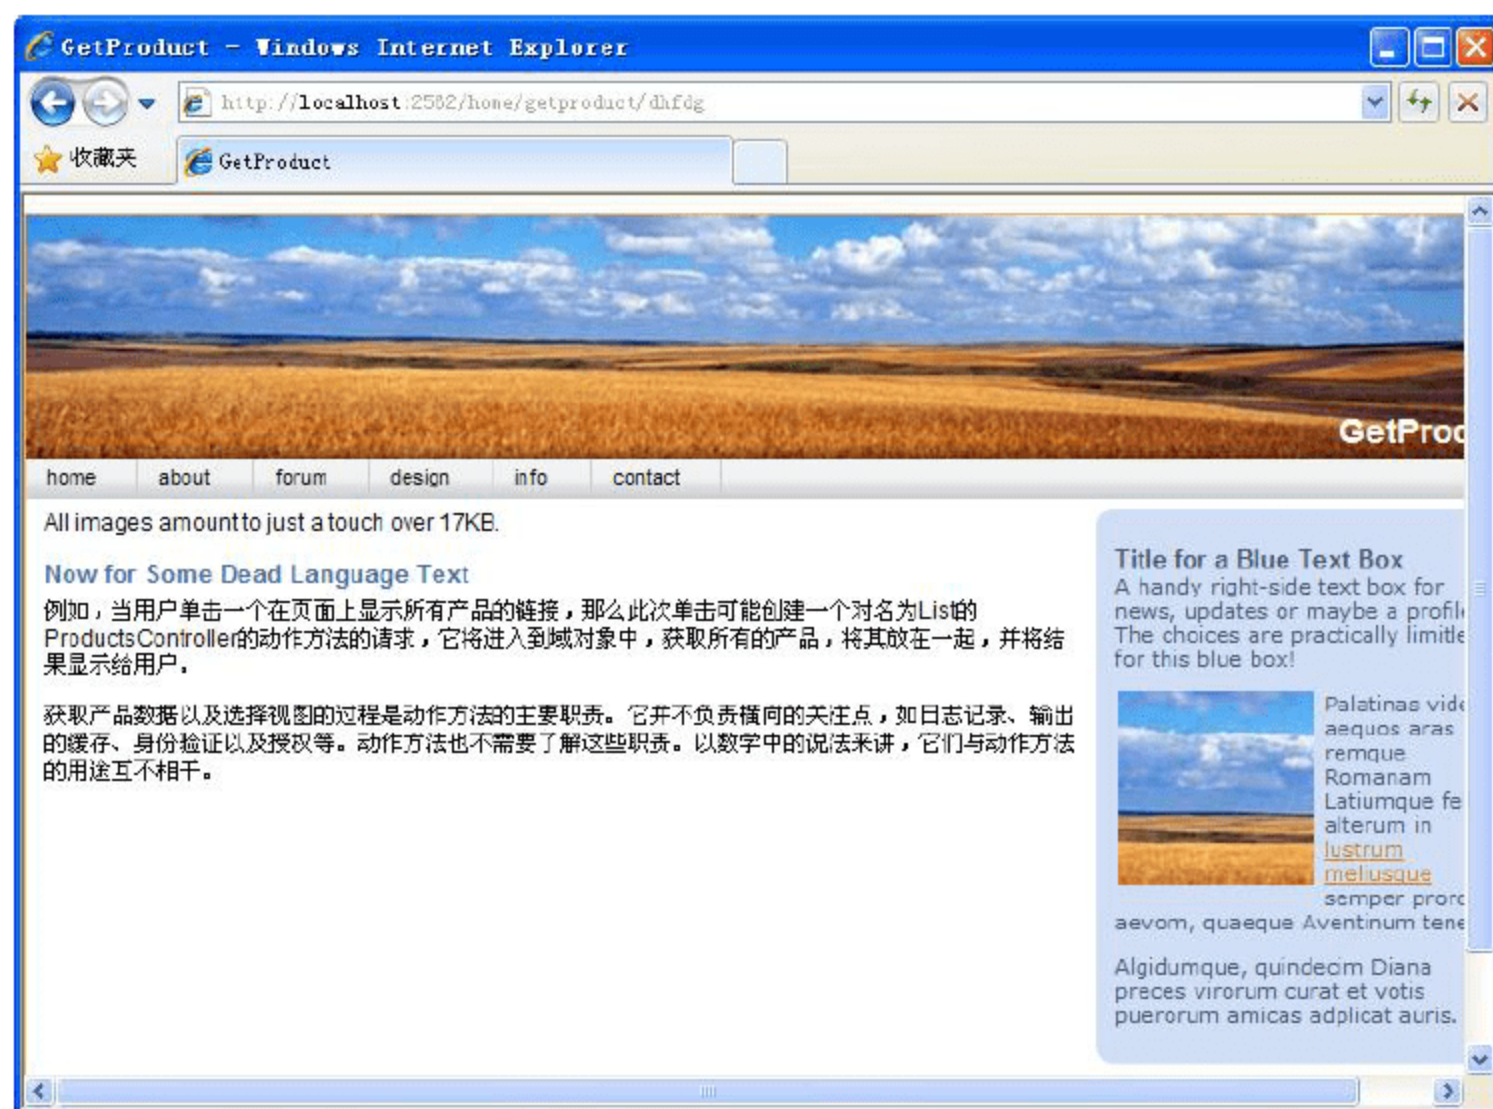 GetProduct - Windows Internet Explorer
http://localhost:2562/home/getproduct/dhfdg
收藏夹
GetProduct
GetProd
home about forum design info contact
All images amount to just a touch over 17KB.
Now for Some Dead Language Text
例如，当用户单击一个在页面上显示所有产品的链接，那么此次单击可能创建一个对名为List的
ProductsController的动作方法的请求，它将进入到域对象中，获取所有的产品，将其放在一起，并将结
果显示给用户。
获取产品数据以及选择视图的过程是动作方法的主要职责。它并不负责横向的关注点，如日志记录、输出
的缓存、身份验证以及授权等。动作方法也不需要了解这些职责。以数学中的说法来讲，它们与动作方法
的用途互不相干。
Title for a Blue Text Box
A handy right-side text box for
news, updates or maybe a profil
The choices are practically limitle
for this blue box!
Palatinas vide
aequos aras
remque
Romanam
Latiumque fe
alterum in
lustrum
meliusque
semper proro
aevom, quaeque Aventinum tene
Algidumque, quindecim Diana
preces virorum curat et votis
puerorum amicas adplicat auris.